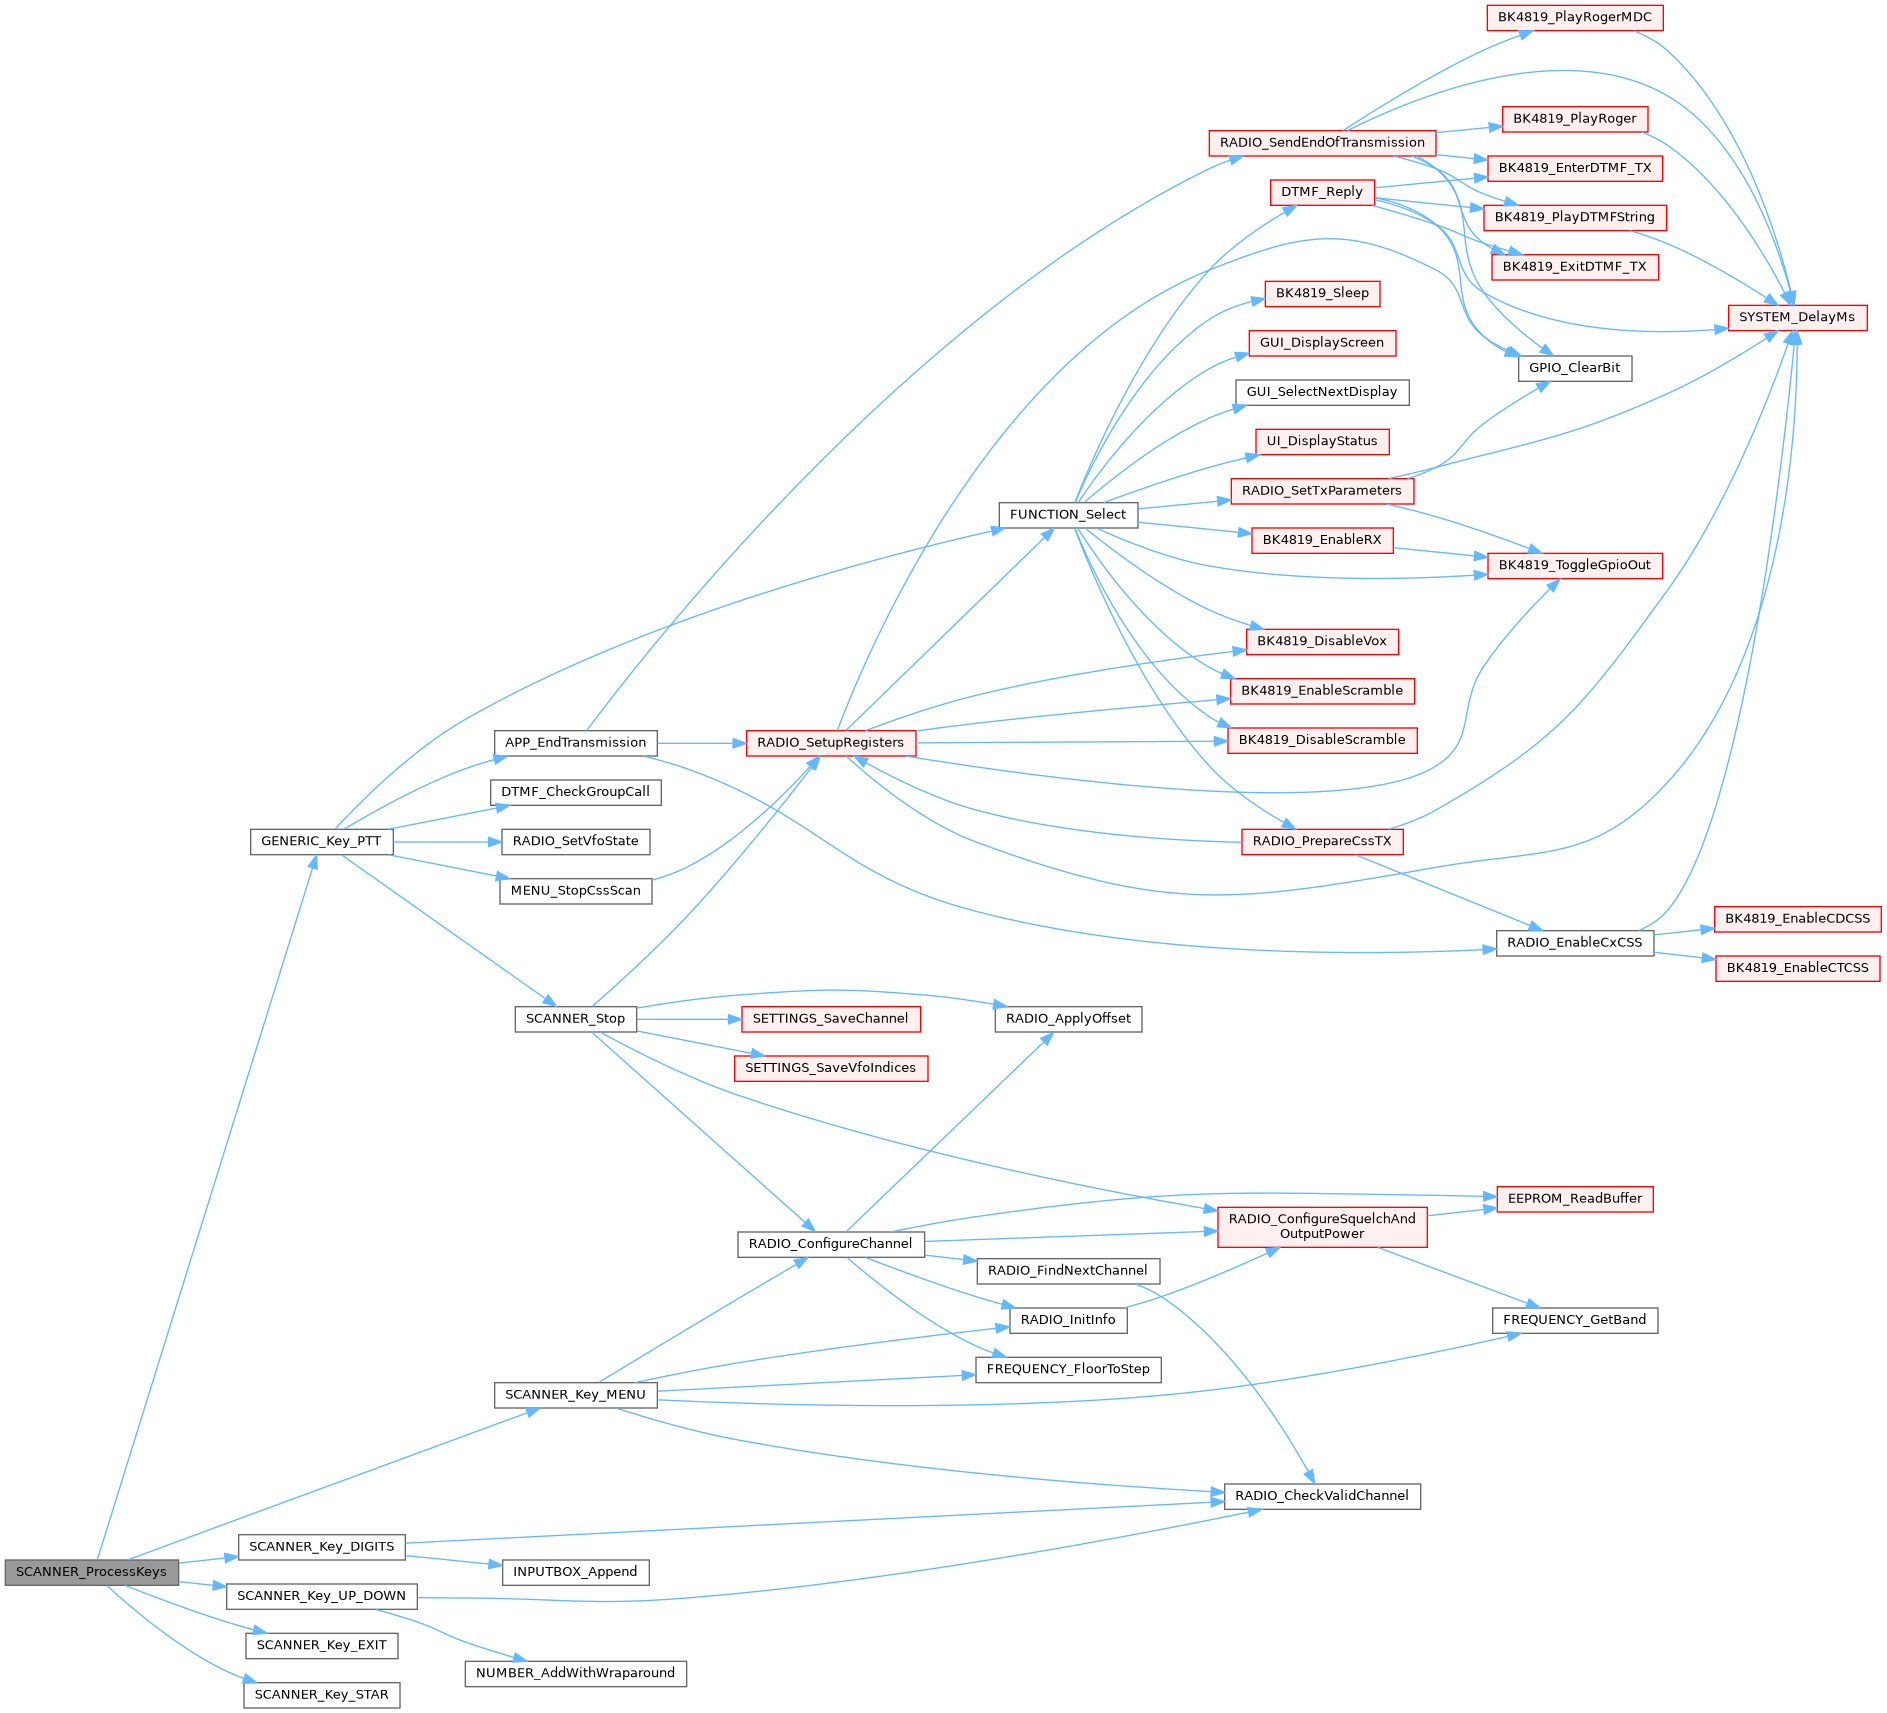 BK4819_PlayRogerMDC
BK4819_PlayRoger
RADIO_SendEndOfTransmission
BK4819_EnterDTMF_TX
DTMF_Reply
BK4819_PlayDTMFString
BK4819_ExitDTMF_TX
BK4819_Sleep
SYSTEM_DelayMs
GUI_DisplayScreen
GPIO_ClearBit
GUI_SelectNextDisplay
UI_DisplayStatus
RADIO_SetTxParameters
FUNCTION_Select
BK4819_EnableRX
BK4819_ToggleGpioOut
BK4819_DisableVox
BK4819_EnableScramble
APP_EndTransmission
RADIO_SetupRegisters
BK4819_DisableScramble
DTMF_CheckGroupCall
GENERIC_Key_PTT
RADIO_SetVfoState
RADIO_PrepareCssTX
MENU_StopCssScan
BK4819_EnableCDCSS
RADIO_EnableCxCSS
BK4819_EnableCTCSS
SCANNER_Stop
SETTINGS_SaveChannel
RADIO_ApplyOffset
SETTINGS_SaveVfoIndices
EEPROM_ReadBuffer
RADIO_ConfigureSquelchAnd
OutputPower
RADIO_ConfigureChannel
RADIO_FindNextChannel
RADIO_InitInfo
FREQUENCY_GetBand
FREQUENCY_FloorToStep
SCANNER_Key_MENU
RADIO_CheckValidChannel
SCANNER_Key_DIGITS
SCANNER_ProcessKeys
INPUTBOX_Append
SCANNER_Key_UP_DOWN
SCANNER_Key_EXIT
NUMBER_AddWithWraparound
SCANNER_Key_STAR